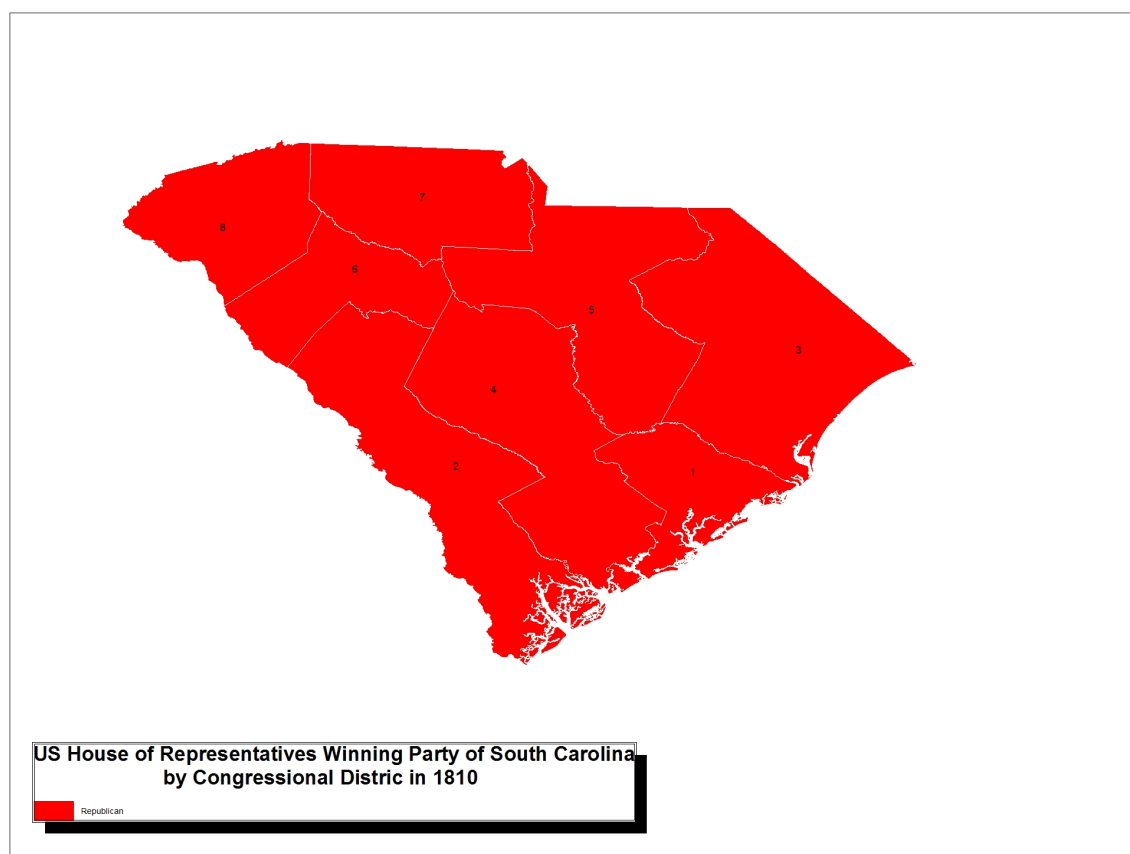 7
8
6
5
3
4
2
1
US House of Representatives Winning Party of South Carolina
by Congressional Distric in 1810
Republican